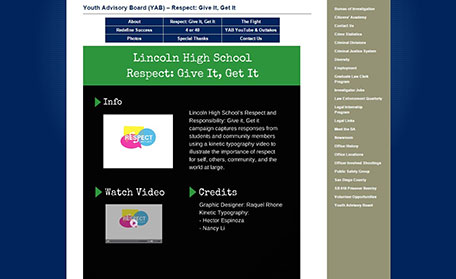 Youth Advisory Board (YAB) – Respect: Give It, Get It
About
Respect: Give It, Get It
The Fight
Redefine Success
4 or 40
YAB YouTube & Outtakes
Photos
Special Thanks
Contact Us
Lincoln High School
Respect: Give It, Get It
Info
RESPECT
Lincoln High School's Respect and
Responsibility: Give it, Get it
campaign captures responses from
students and community members
using a kinetic typography video to
illustrate the importance of respect
for self, others, community, and the
world at large.
Watch Video
Credits
Graphic Designer: Raquel Rhone
Kinetic Typography:
- Hector Espinoza
- Nancy Li
Bureau of Investigation
Citizens' Academy
Contact Us
Crime Statistics
Criminal Divisions
Criminal Justice System
Diversity
Employment
Graduate Law Clerk
Program
Investigator Jobs
Law Enforcement Quarterly
Legal Internship
Program
Legal Links
Meet the DA
Newsroom
Office History
Office Locations
Officer Involved Shootings
Public Safety Group
San Diego County
Volunteer Opportunities
Youth Advisory Board